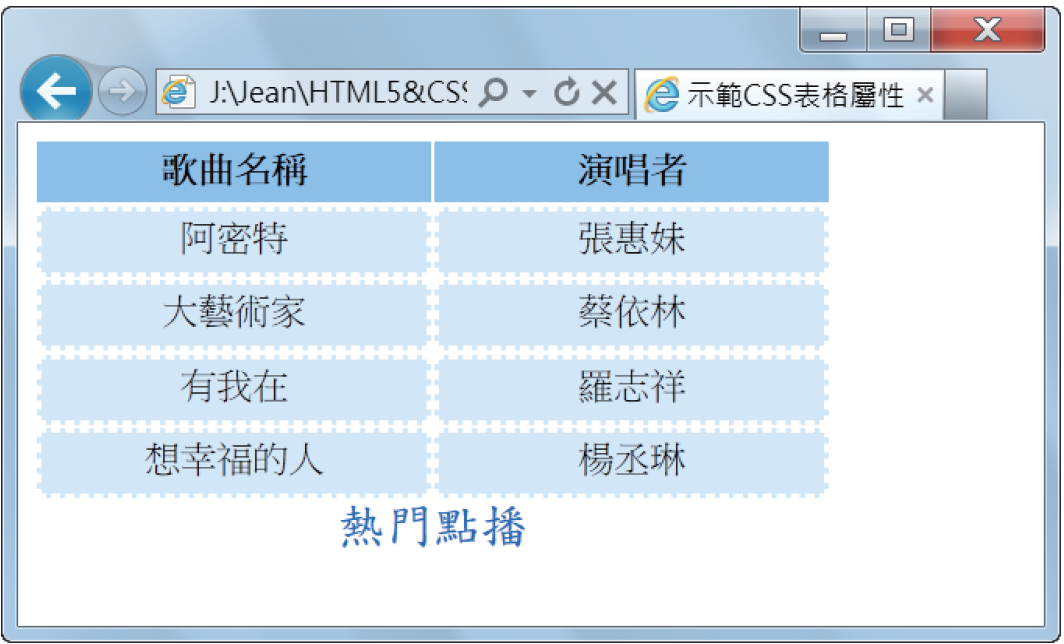 J:\Jean\HTML5&CSS
示範CSS表格屬性
歌曲名稱 演唱者
阿密特 張惠妹
大藝術家 蔡依林
有我在 羅志祥
想幸福的人 楊丞琳
熱門點播